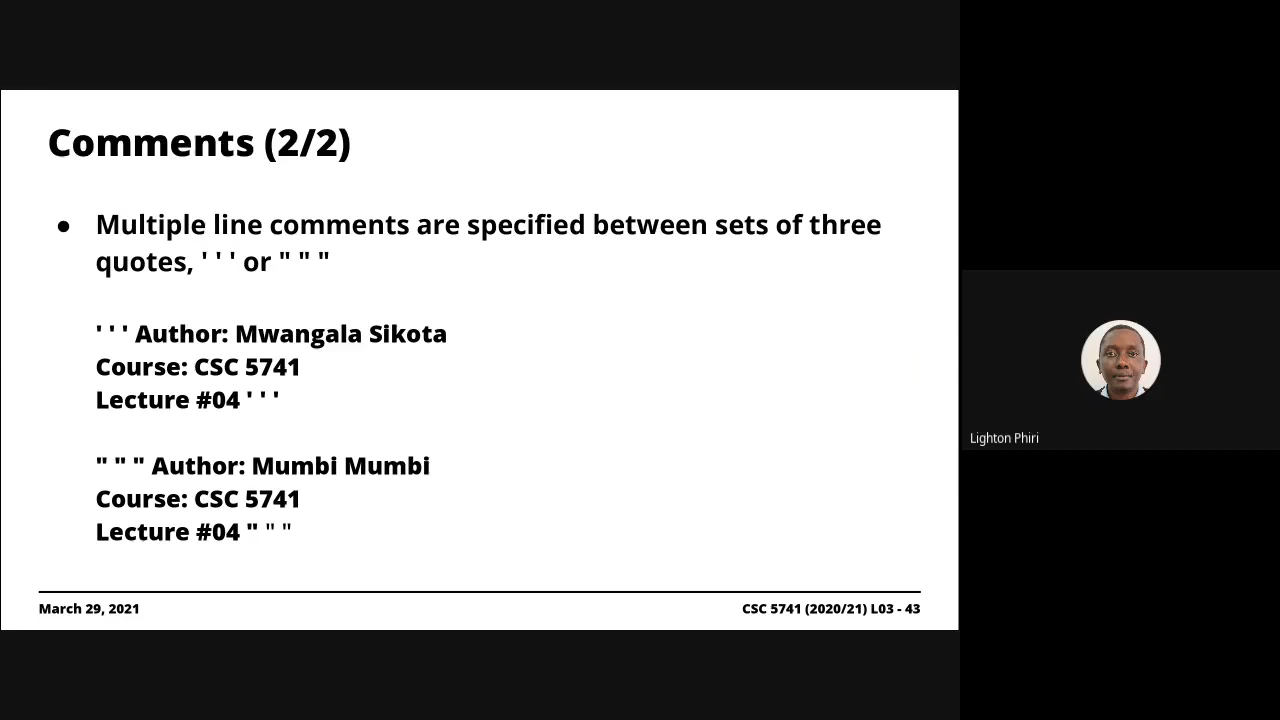 Comments (2/2)
● Multiple line comments are specified between sets of three
quotes, ' ' ' or " " "
' ' ' Author: Mwangala Sikota
Course: CSC 5741
Lecture #04 ' ' '
" " " Author: Mumbi Mumbi
Course: CSC 5741
Lecture #04 " " "
March 29, 2021
CSC 5741 (2020/21) L03 - 43
Lighton Phiri